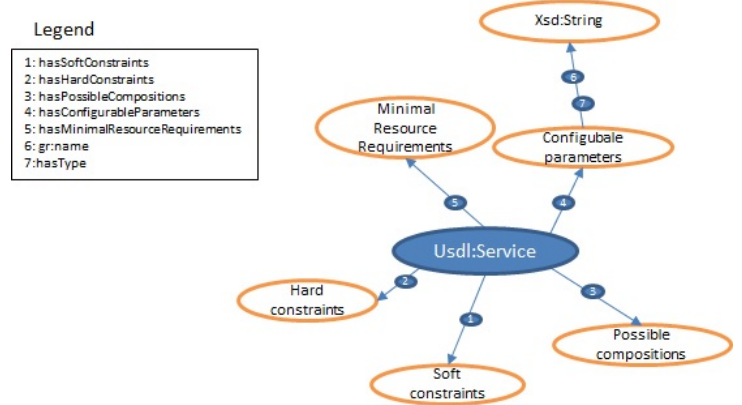 Legend
1: hasSoftConstraints
2: hasHardConstraints
3: hasPossibleCompositions
4: hasConfigurableParameters
5: hasMinimalResourceRequirements
6: gr:name
7:hasType
Xsd:String
6
7
Minimal
Resource
Requirements
Configubale
parameters
5
4
Usdl:Service
2
3
1
Hard
constraints
Possible
compositions
Soft
constraints